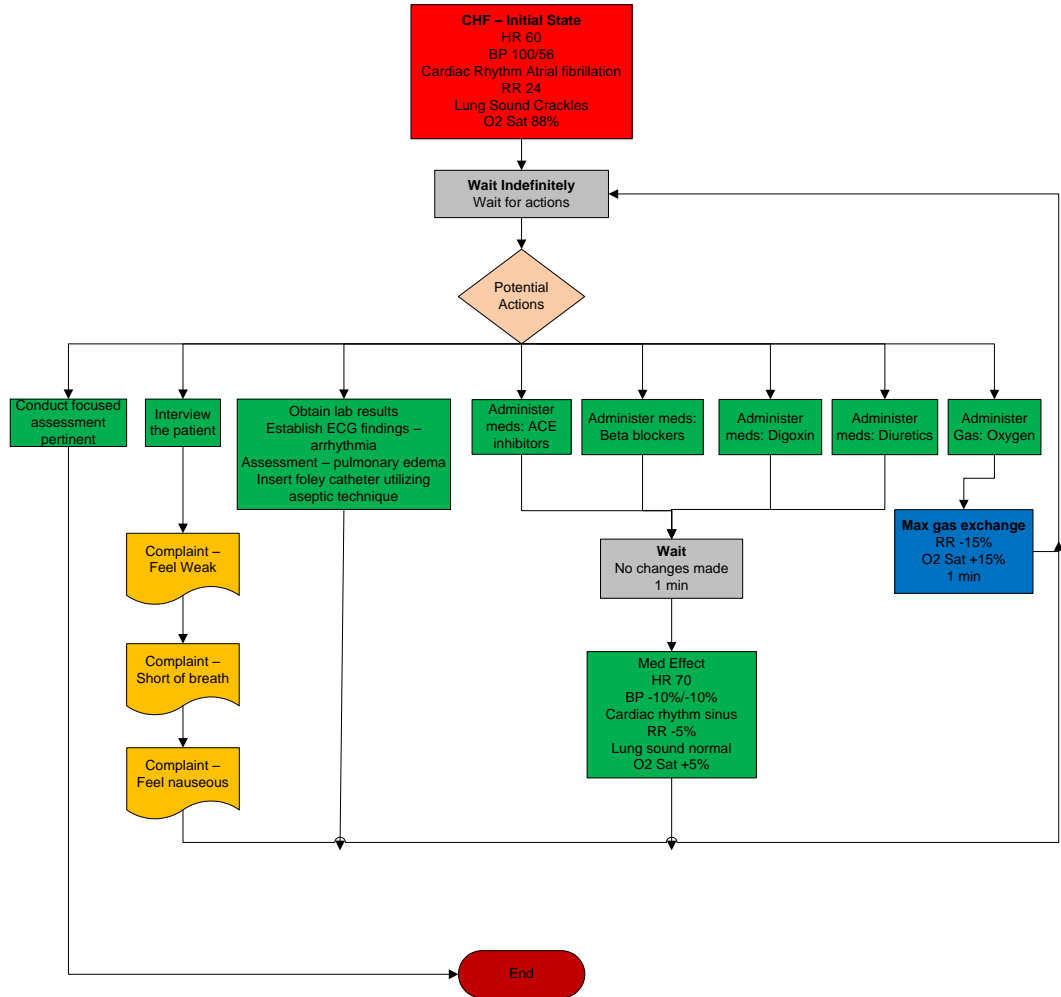 CHF – Initial State
HR 60
BP 100/56
Cardiac Rhythm Atrial fibrillation
RR 24
Lung Sound Crackles
O2 Sat 88%
Wait Indefinitely
Wait for actions
Potential
Actions
Conduct focused
assessment
pertinent
Interview
the patient
Obtain lab results
Establish ECG findings –
arrhythmia
Assessment – pulmonary edema
Insert foley catheter utilizing
aseptic technique
Administer
meds: ACE
inhibitors
Administer meds:
Beta blockers
Administer
meds: Digoxin
Administer
meds: Diuretics
Administer
Gas: Oxygen
Complaint –
Feel Weak
Complaint –
Short of breath
Complaint –
Feel nauseous
Wait
No changes made
1 min
Max gas exchange
RR -15%
O2 Sat +15%
1 min
Med Effect
HR 70
BP -10%/-10%
Cardiac rhythm sinus
RR -5%
Lung sound normal
O2 Sat +5%
End